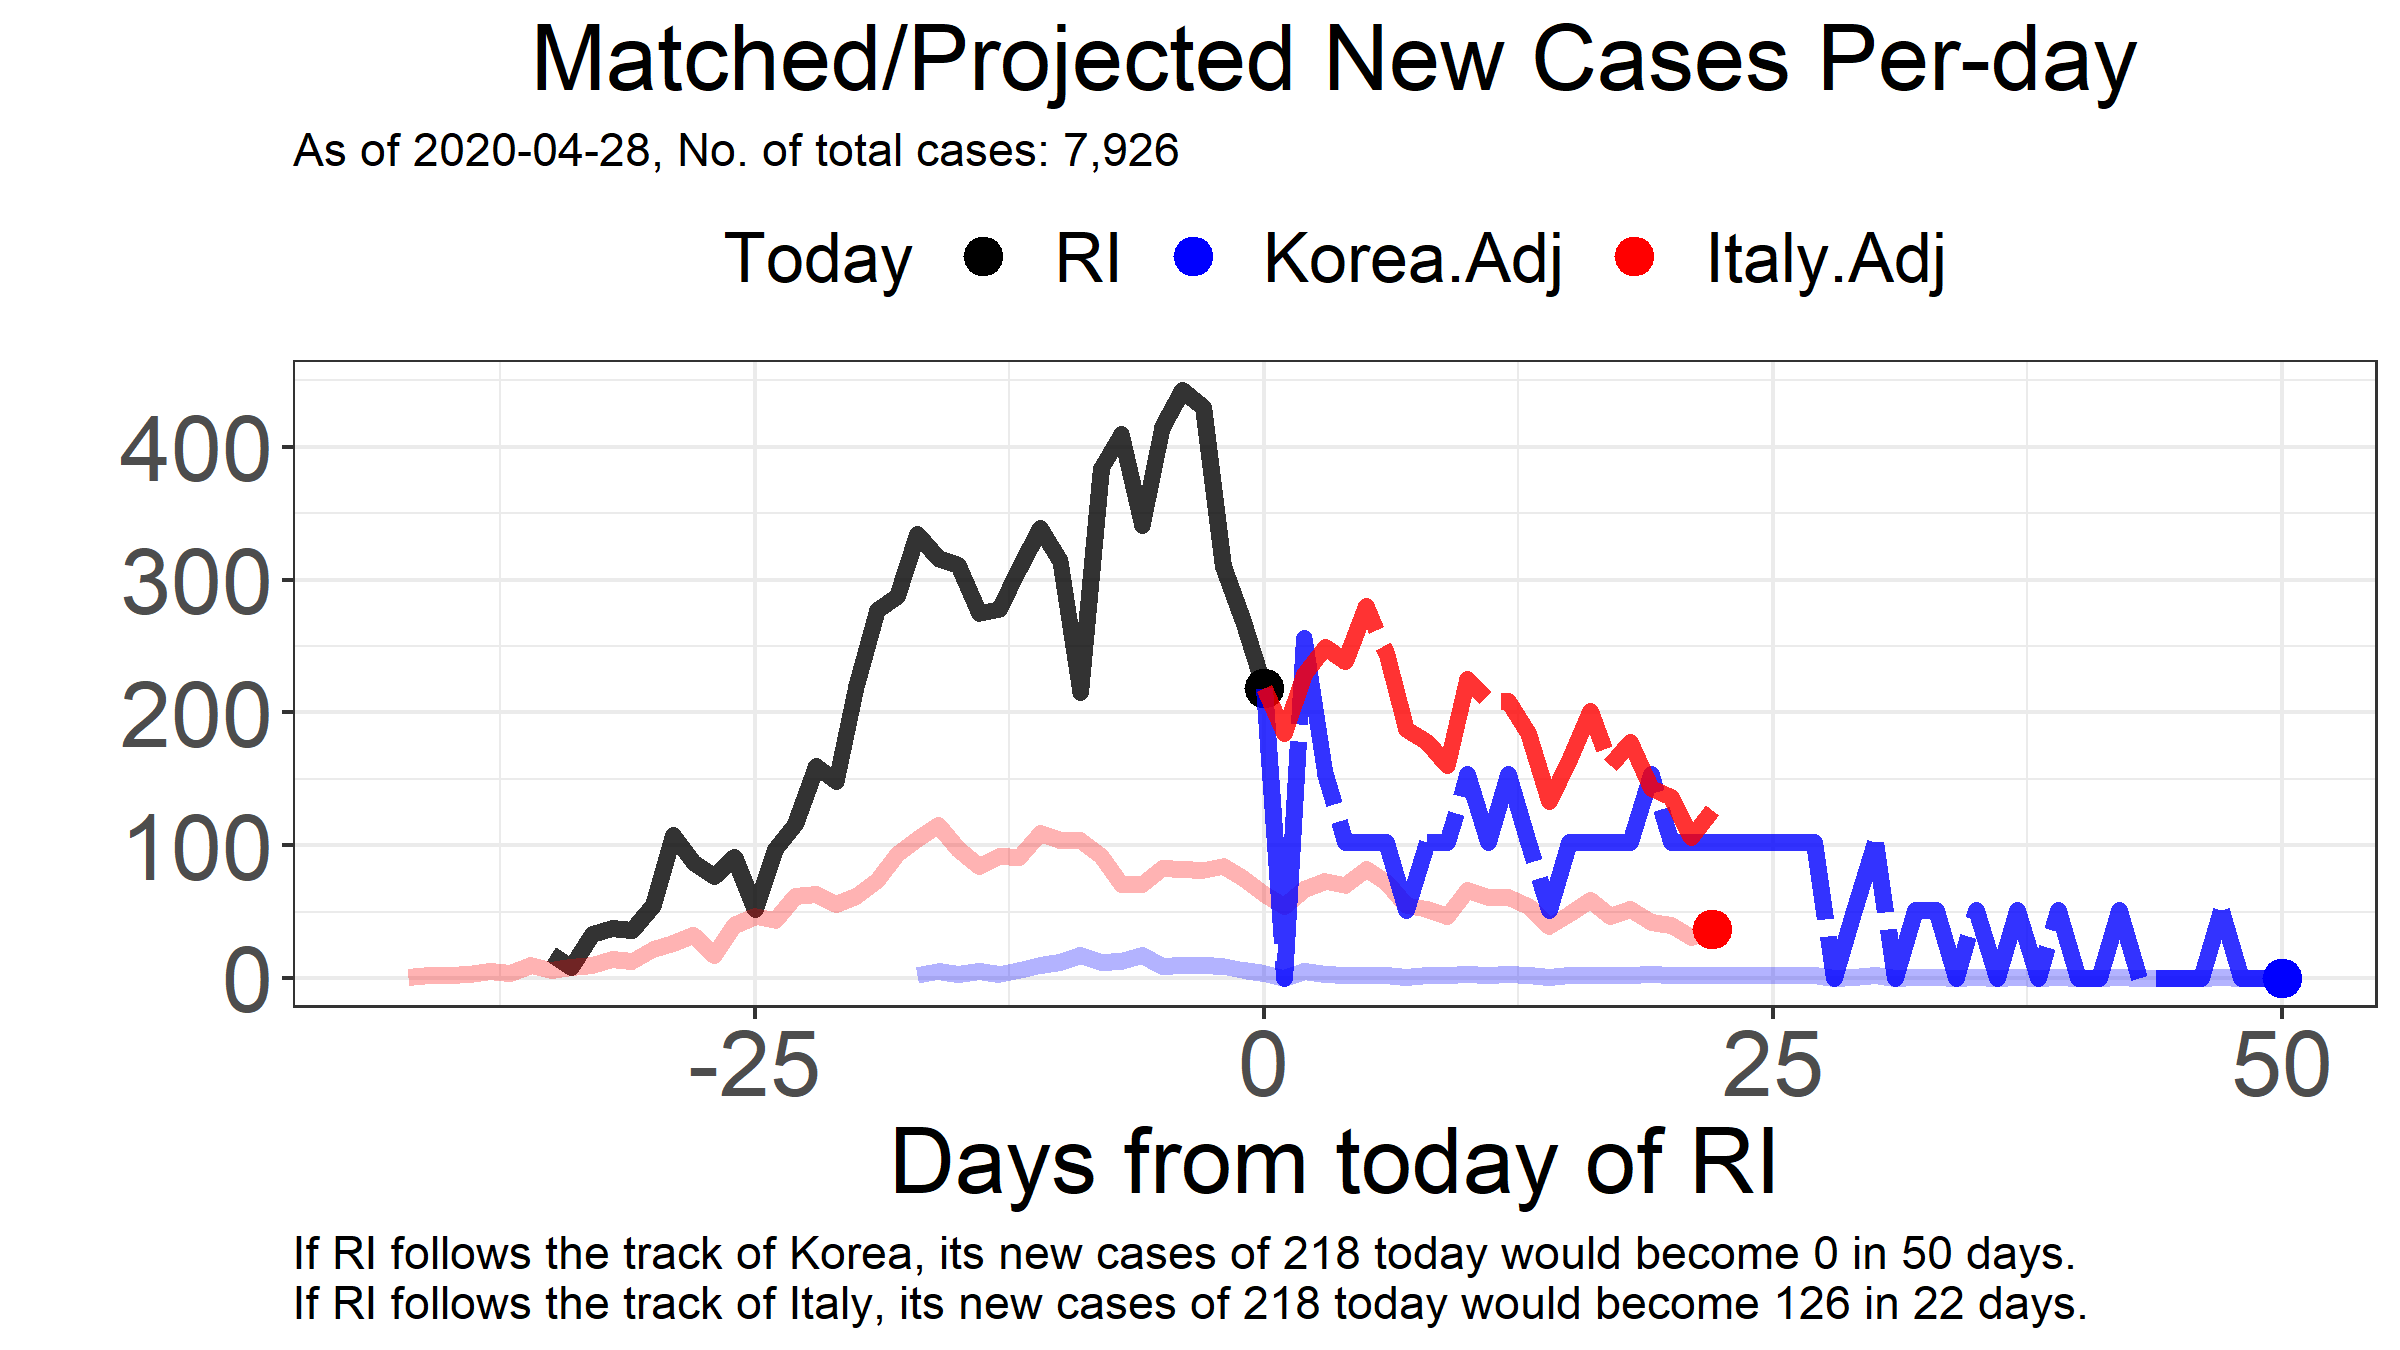 Matched/Projected New Cases Per-day
As of 2020-04-28, No. of total cases: 7,926
Today RI Korea.Adj Italy.Adj
400
300
200
100
0
-25 0 25 50
Days from today of RI
If RI follows the track of Korea, its new cases of 218 today would become 0 in 50 days.
If RI follows the track of Italy, its new cases of 218 today would become 126 in 22 days.